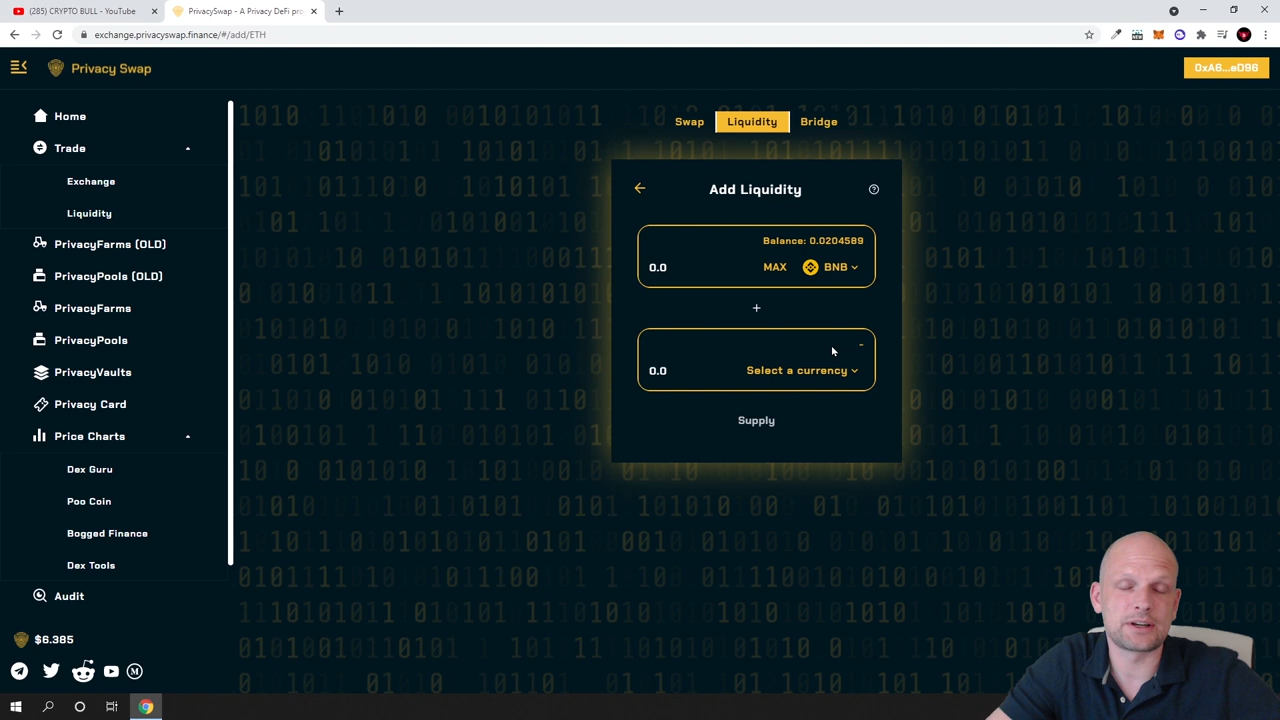 (285) CRYPTO BULL - YouTube
PrivacySwap - A Privacy DeFi pro
exchange.privacyswap.finance/#/add/ETH
Privacy Swap
0xA6...eD96
Home
Trade
Exchange
Liquidity
PrivacyFarms (OLD)
PrivacyPools (OLD)
PrivacyFarms
PrivacyPools
PrivacyVaults
Privacy Card
Price Charts
Dex Guru
Poo Coin
Bogged Finance
Dex Tools
Audit
$6.385
Swap
Liquidity
Bridge
Add Liquidity
Balance: 0.0204589
0.0
MAX
BNB
+
-
0.0
Select a currency
Supply